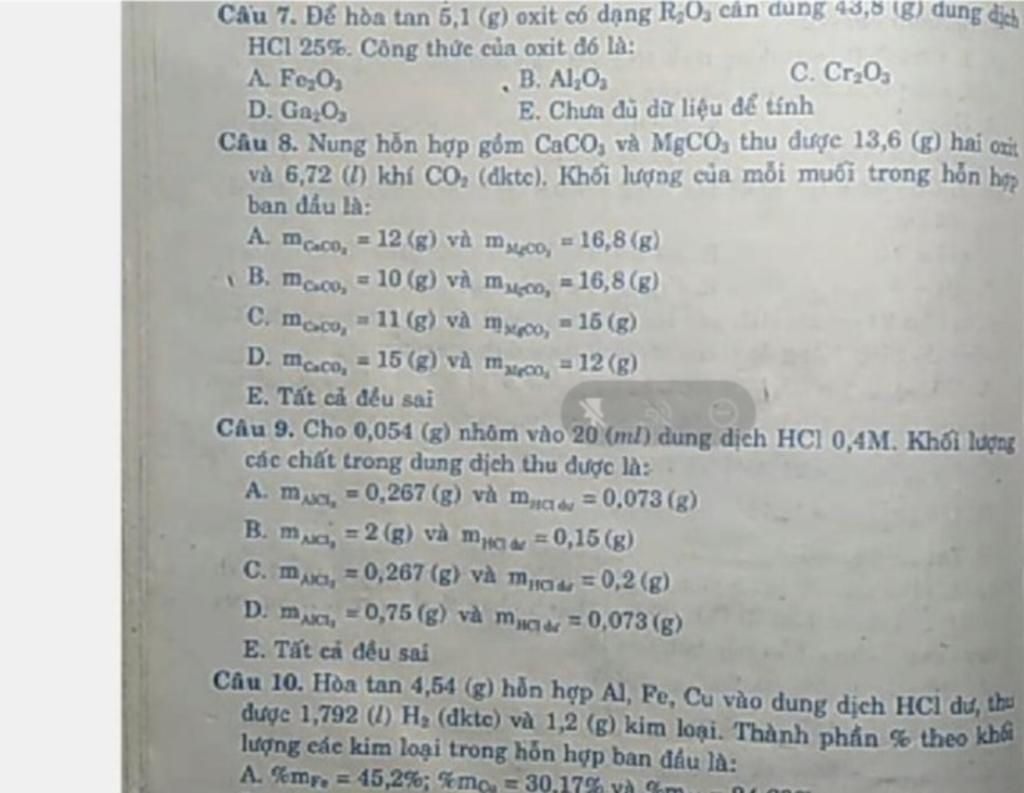 Câu 7. Để hòa tan 5,1 (g) oxit có dạng R₂O₃ cần dùng 43,8 (g) dung dịch
HCl 25%. Công thức của oxit đó là:
A. Fe₂O₃ B. Al₂O₃ C. Cr₂O₃
D. Ga₂O₃ E. Chưa đủ dữ liệu để tính
Câu 8. Nung hỗn hợp gồm CaCO₃ và MgCO₃ thu được 13,6 (g) hai oxit
và 6,72 (l) khí CO₂ (đktc). Khối lượng của mỗi muối trong hỗn hợp
ban đầu là:
A. m_CaCO₃ = 12 (g) và m_MgCO₃ = 16,8 (g)
B. m_CaCO₃ = 10 (g) và m_MgCO₃ = 16,8 (g)
C. m_CaCO₃ = 11 (g) và m_MgCO₃ = 15 (g)
D. m_CaCO₃ = 15 (g) và m_MgCO₃ = 12 (g)
E. Tất cả đều sai
Câu 9. Cho 0,054 (g) nhôm vào 20 (ml) dung dịch HCl 0,4M. Khối lượng
các chất trong dung dịch thu được là:
A. m_AlCl₃ = 0,267 (g) và m_HCl dư = 0,073 (g)
B. m_AlCl₃ = 2 (g) và m_HCl dư = 0,15 (g)
C. m_AlCl₃ = 0,267 (g) và m_HCl dư = 0,2 (g)
D. m_AlCl₃ = 0,75 (g) và m_HCl dư = 0,073 (g)
E. Tất cả đều sai
Câu 10. Hòa tan 4,54 (g) hỗn hợp Al, Fe, Cu vào dung dịch HCl dư, thu
được 1,792 (l) H₂ (đktc) và 1,2 (g) kim loại. Thành phần % theo khối
lượng các kim loại trong hỗn hợp ban đầu là:
A. %m_Fe = 45,2%; %m_Cu = 30,17% và %m